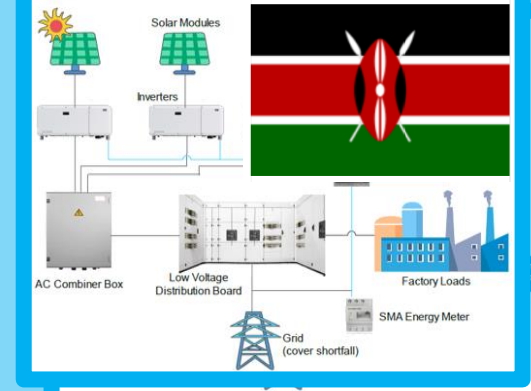 Solar Modules
Inverters
AC Combiner Box
Low Voltage
Distribution Board
Factory Loads
SMA Energy Meter
Grid
(cover shortfall)